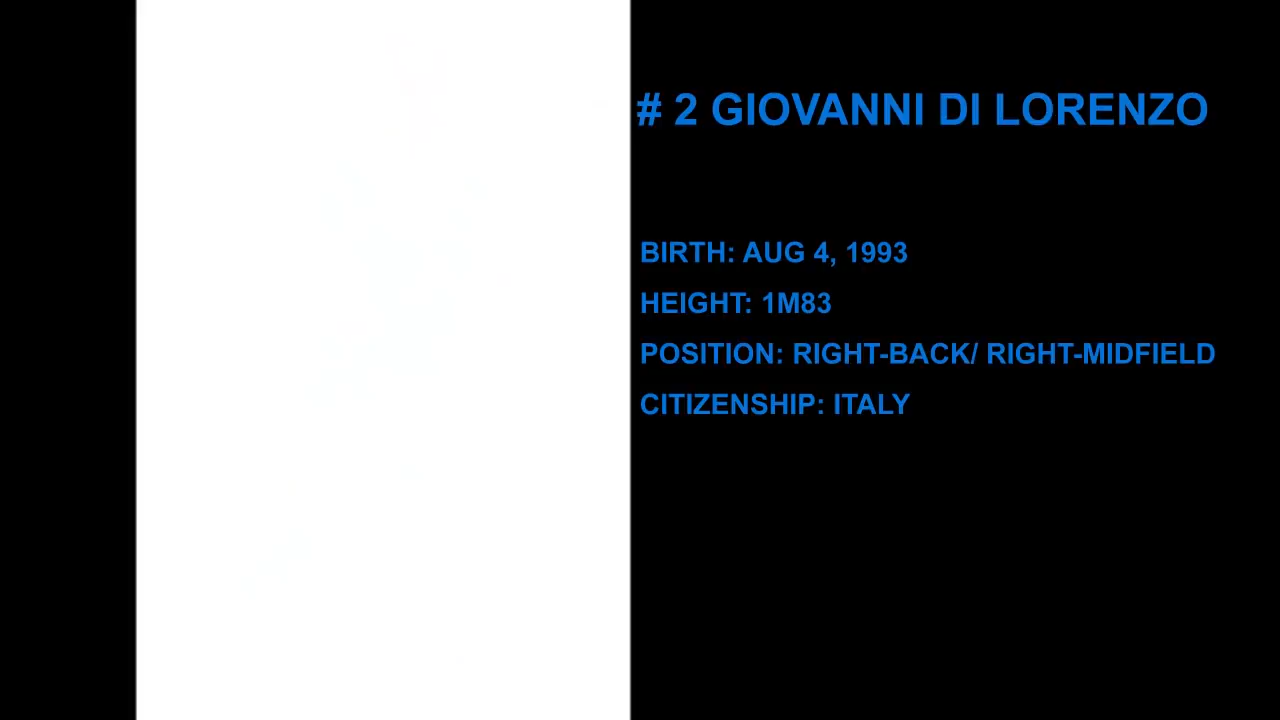 # 2 GIOVANNI DI LORENZO
BIRTH: AUG 4, 1993
HEIGHT: 1M83
POSITION: RIGHT-BACK/ RIGHT-MIDFIELD
CITIZENSHIP: ITALY